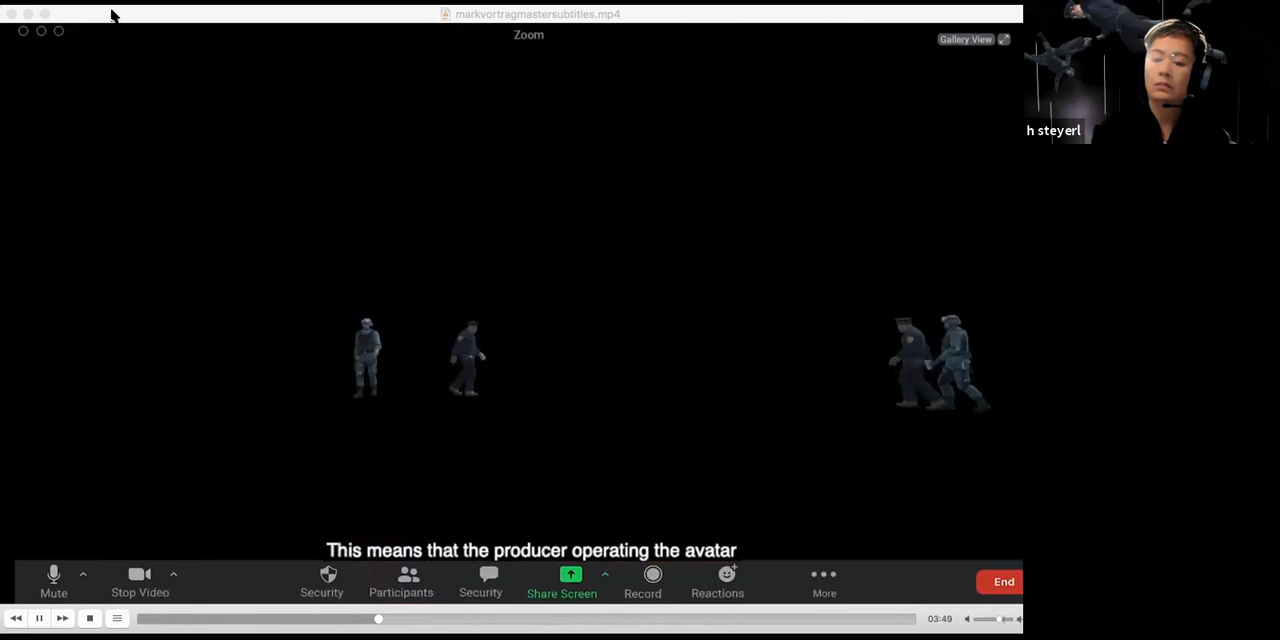 markvortragmastersubtitles.mp4
Zoom
Gallery View
h steyerl
This means that the producer operating the avatar
Mute
Stop Video
Security
Participants
Security
Share Screen
Record
Reactions
More
End
03:49